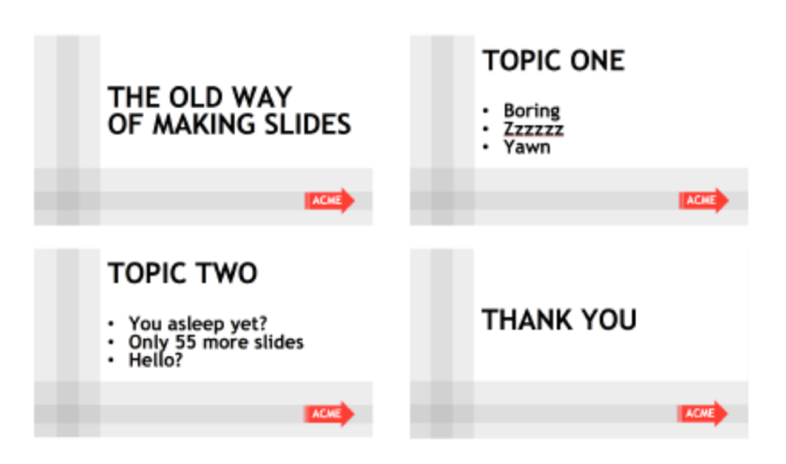 THE OLD WAY
OF MAKING SLIDES
ACME
TOPIC ONE
• Boring
• Zzzzzz
• Yawn
ACME
TOPIC TWO
• You asleep yet?
• Only 55 more slides
• Hello?
ACME
THANK YOU
ACME